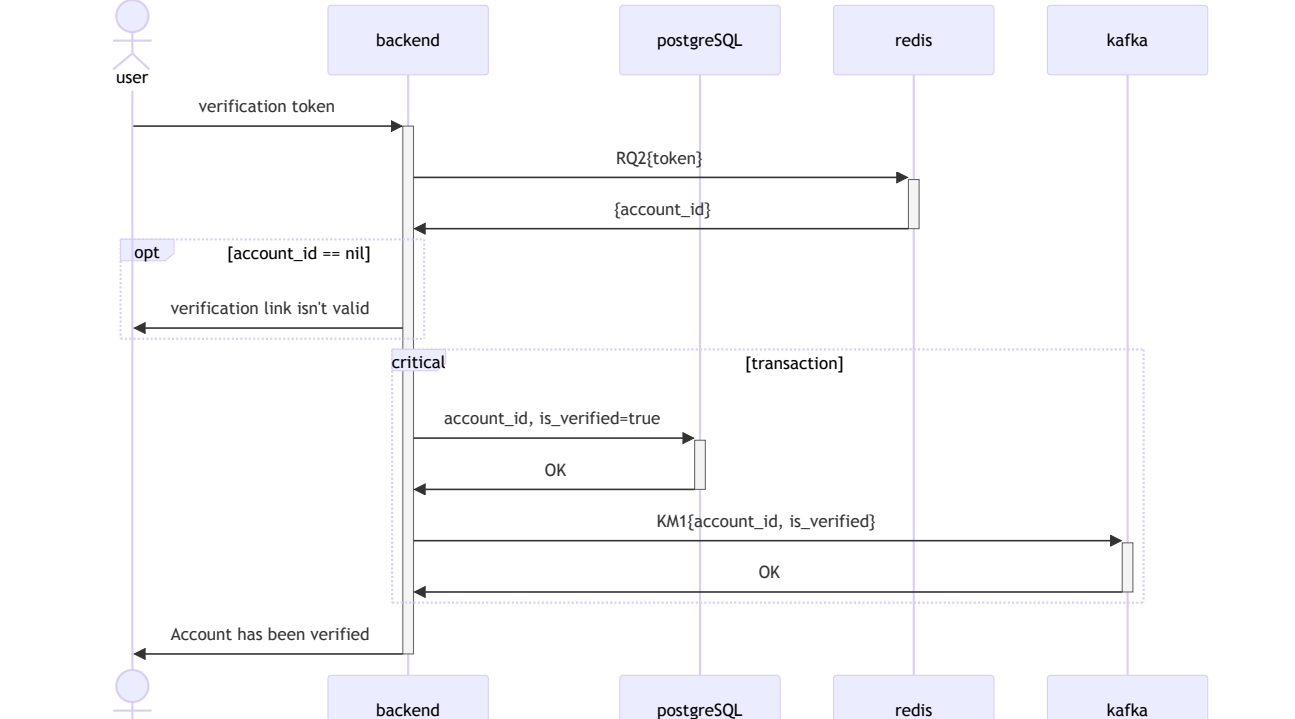 backend
postgreSQL
redis
kafka
user
verification token
RQ2{token}
{account_id}
opt
[account_id == nil]
verification link isn't valid
critical
[transaction]
account_id, is_verified=true
OK
KM1{account_id, is_verified}
OK
Account has been verified
backend
postgreSQL
redis
kafka